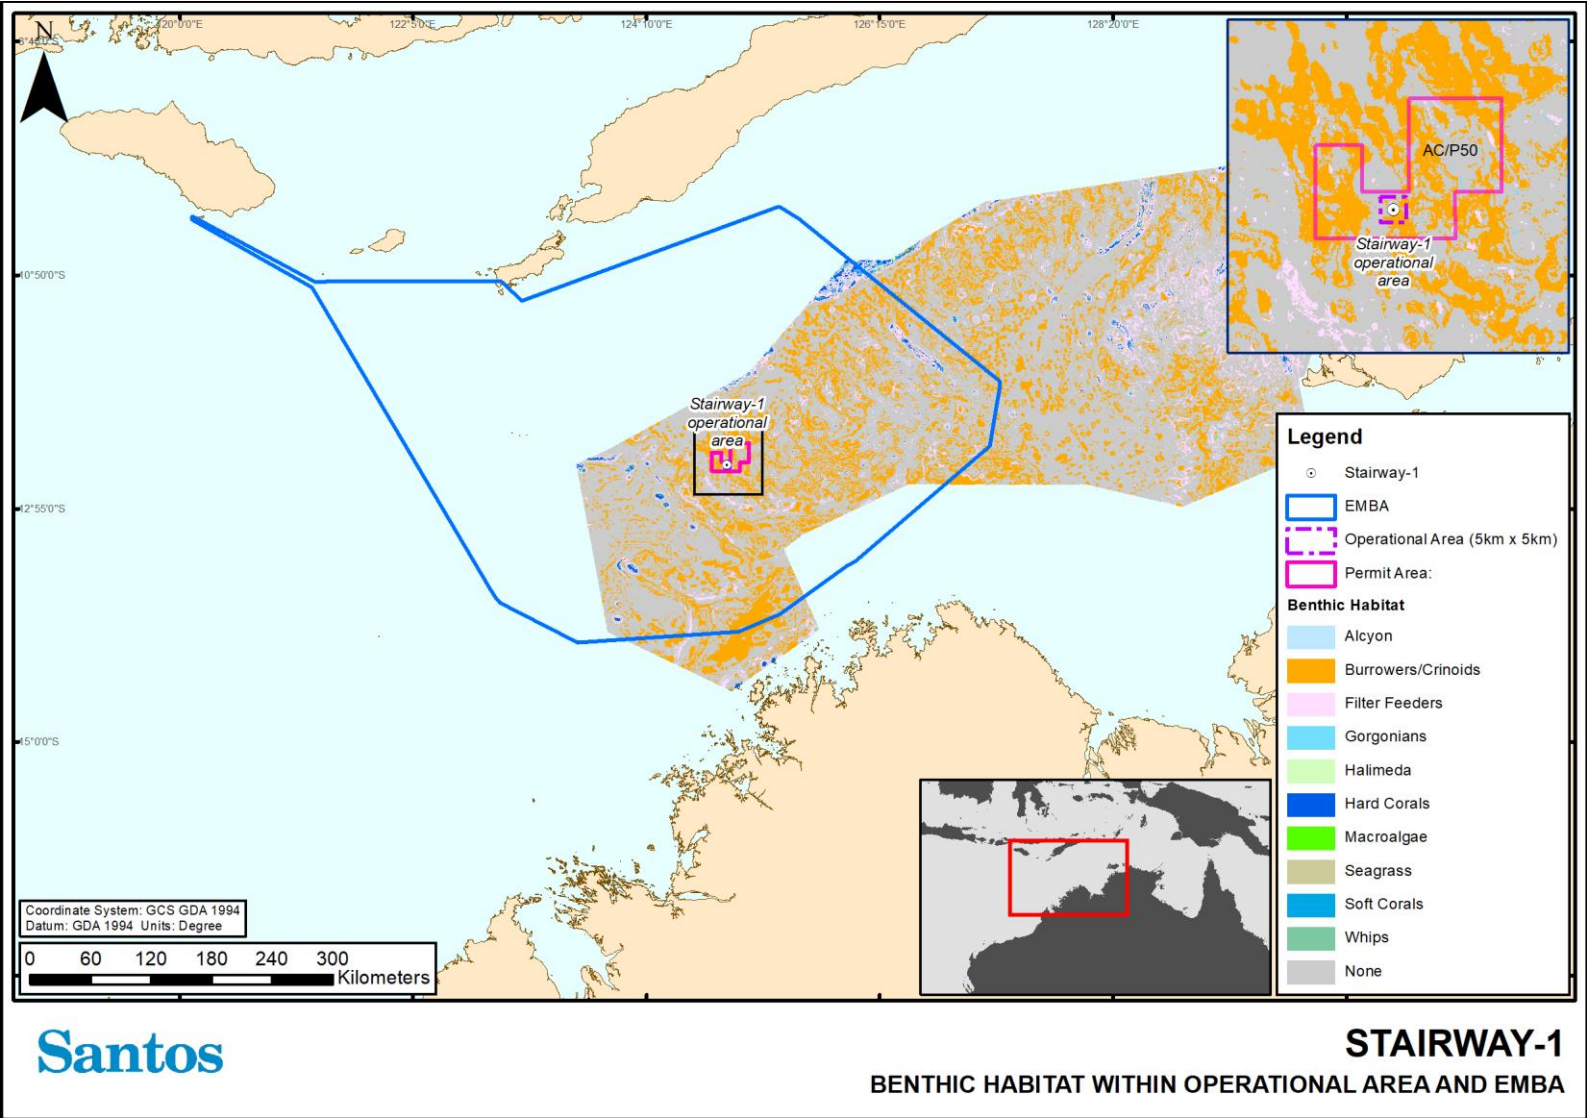 120°0'0"E
122°5'0"E
124°10'0"E
126°15'0"E
128°20'0"E
N
10°50'0"S
12°55'0"S
15°0'0"S
AC/P50
Stairway-1
operational
area
Stairway-1
operational
area
Legend
Stairway-1
EMBA
Operational Area (5km x 5km)
Permit Area:
Benthic Habitat
Alcyon
Burrowers/Crinoids
Filter Feeders
Gorgonians
Halimeda
Hard Corals
Macroalgae
Seagrass
Soft Corals
Whips
None
Coordinate System: GCS GDA 1994
Datum: GDA 1994 Units: Degree
0 60 120 180 240 300
Kilometers
Santos
STAIRWAY-1
BENTHIC HABITAT WITHIN OPERATIONAL AREA AND EMBA